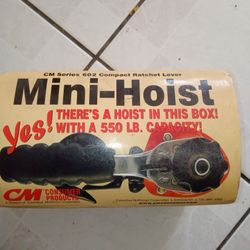 CM Series 602 Compact Ratchet Lever
Mini-Hoist
Yes! THERE'S A HOIST IN THIS BOX!
WITH A 550 LB. CAPACITY!
CM CONSUMER
PRODUCTS